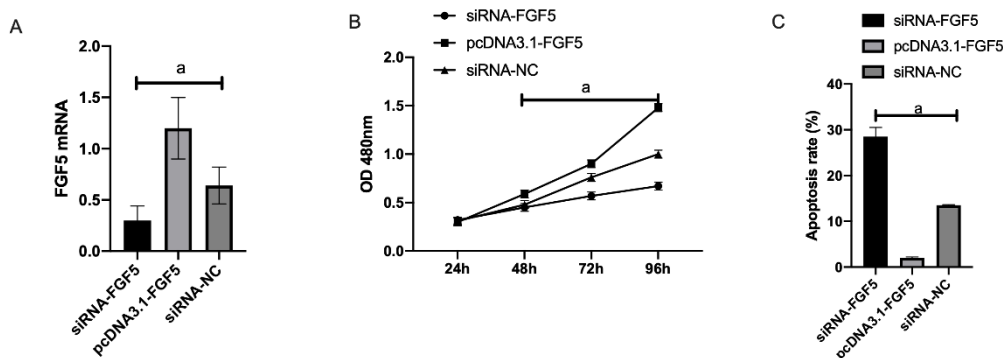 A
FGF5 mRNA
2.0
1.5
1.0
0.5
0.0
a
siRNA-FGF5
pcDNA3.1-FGF5
siRNA-NC
B
siRNA-FGF5
pcDNA3.1-FGF5
siRNA-NC
OD 480nm
2.0
1.5
1.0
0.5
0.0
a
24h
48h
72h
96h
C
siRNA-FGF5
pcDNA3.1-FGF5
siRNA-NC
Apoptosis rate (%)
40
30
20
10
0
a
siRNA-FGF5
pcDNA3.1-FGF5
siRNA-NC